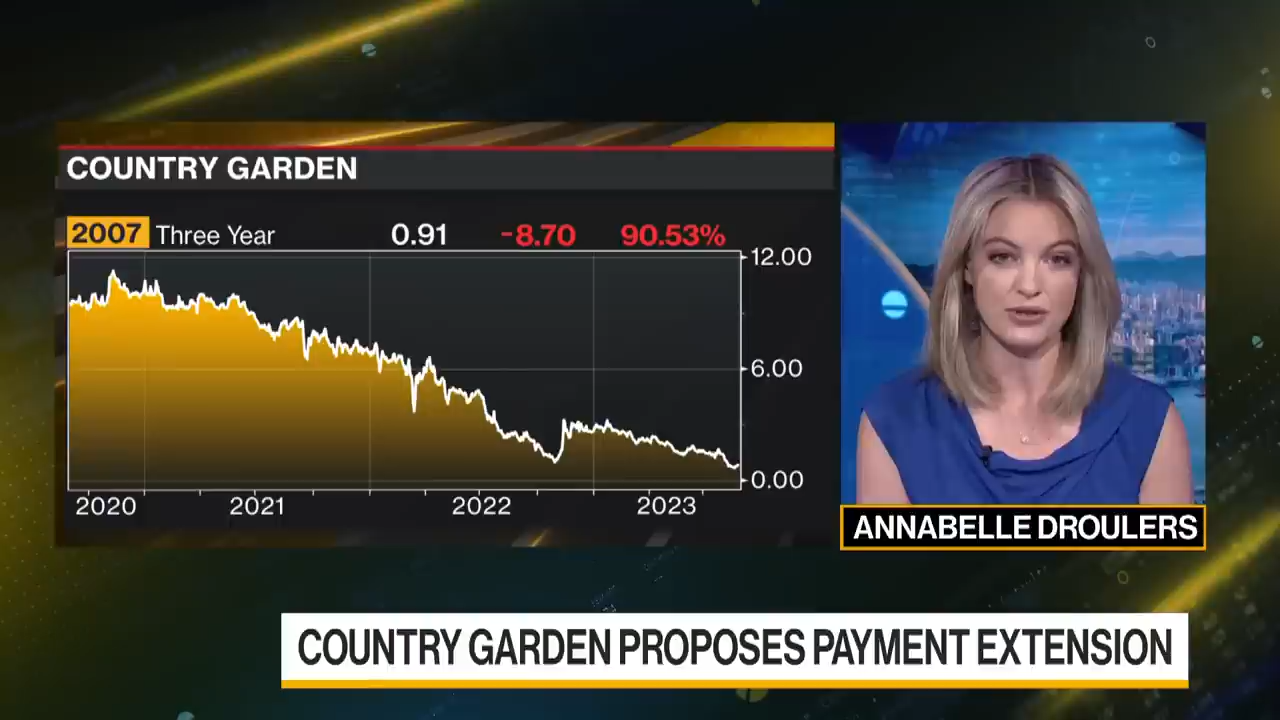 COUNTRY GARDEN
2007 Three Year 0.91 -8.70 90.53%
12.00
6.00
0.00
2020 2021 2022 2023
ANNABELLE DROULERS
COUNTRY GARDEN PROPOSES PAYMENT EXTENSION